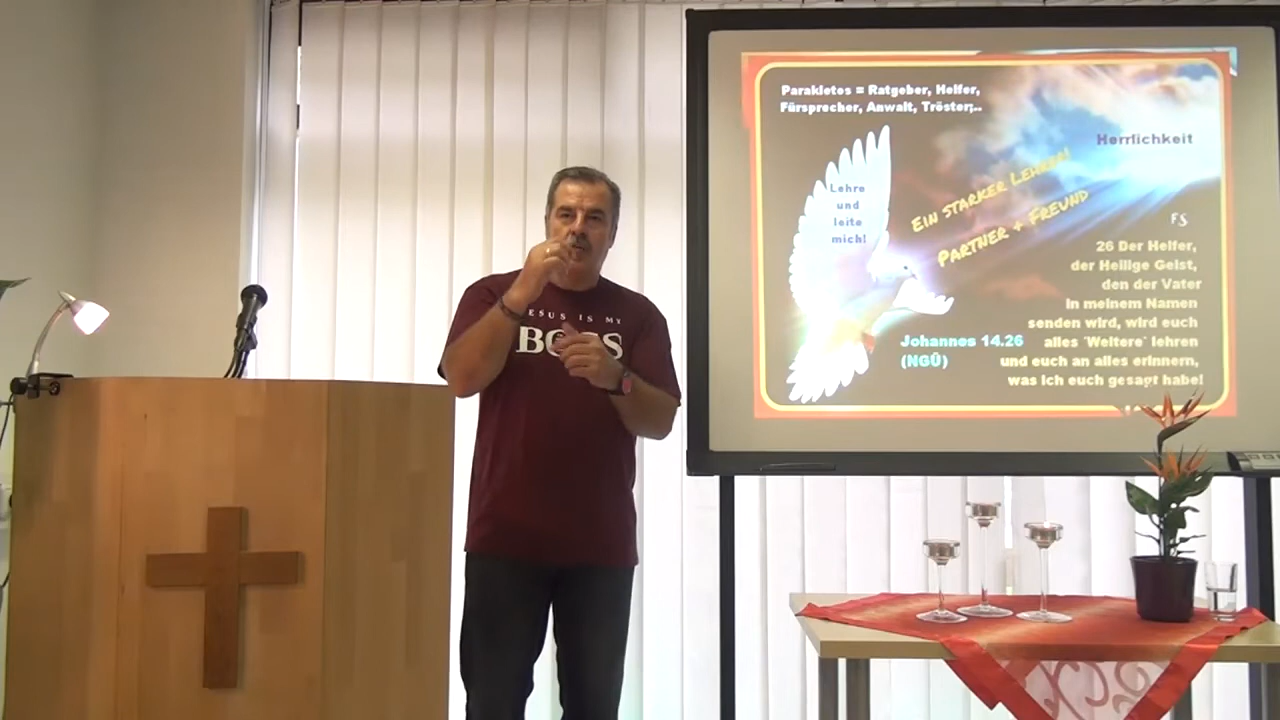 JESUS IS MY
BOSS
Parakletos = Ratgeber, Helfer,
Fürsprecher, Anwalt, Tröster;..
Herrlichkeit
Lehre
und
leite
mich!
EIN STARKER LEHRER!
PARTNER + FREUND
FS
26 Der Helfer,
der Heilige Geist,
den der Vater
in meinem Namen
senden wird, wird euch
alles ´Weitere´ lehren
und euch an alles erinnern,
was ich euch gesagt habe!
Johannes 14.26
(NGÜ)